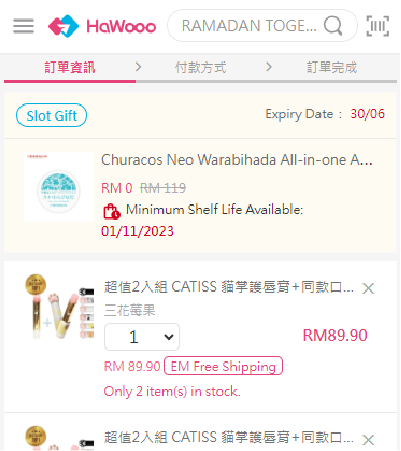 HaWooo
RAMADAN TOGE...
訂單資訊
付款方式
訂單完成
Slot Gift
Expiry Date： 30/06
Churacos Neo Warabihada All-in-one A...
RM 0 RM 119
Minimum Shelf Life Available:
01/11/2023
超值2入組 CATISS 貓掌護唇膏+同款口...
三花莓果
1
RM89.90
RM 89.90 EM Free Shipping
Only 2 item(s) in stock.
超值2入組 CATISS 貓掌護唇膏+同款口...